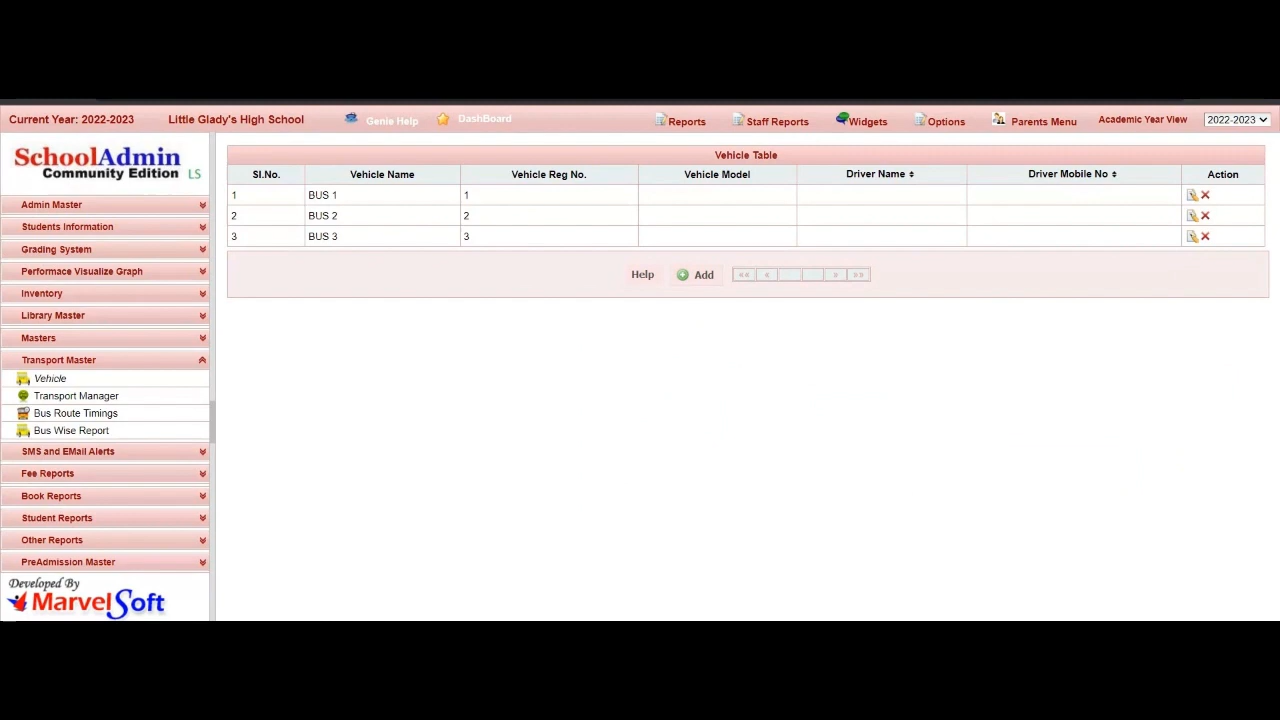 Current Year: 2022-2023 Little Glady's High School Genie Help DashBoard Reports Staff Reports Widgets Options Parents Menu Academic Year View 2022-2023
SchoolAdmin
Community Edition LS
Admin Master
Students Information
Grading System
Performace Visualize Graph
Inventory
Library Master
Masters
Transport Master
Vehicle
Transport Manager
Bus Route Timings
Bus Wise Report
SMS and EMail Alerts
Fee Reports
Book Reports
Student Reports
Other Reports
PreAdmission Master
Developed By
MarvelSoft
Vehicle Table
Sl.No. Vehicle Name Vehicle Reg No. Vehicle Model Driver Name Driver Mobile No Action
1 BUS 1 1
2 BUS 2 2
3 BUS 3 3
Help Add << < > >>